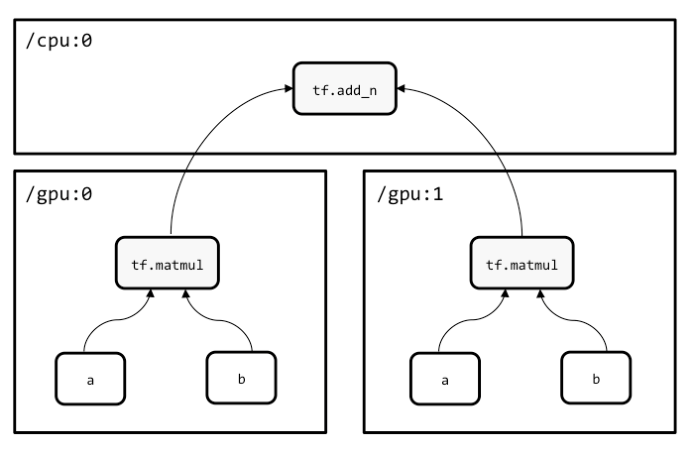 /cpu:0
tf.add_n
/gpu:0
/gpu:1
tf.matmul
tf.matmul
a
b
a
b